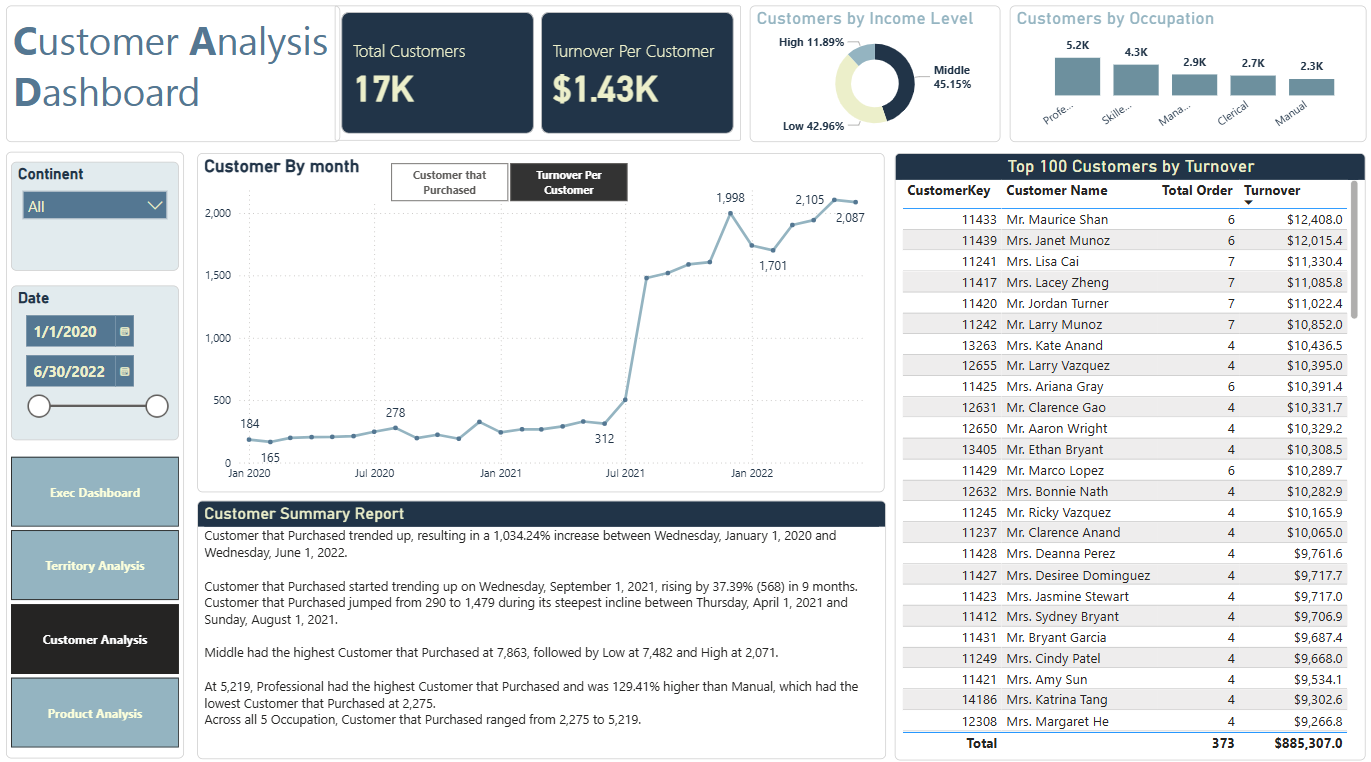 Customer Analysis
Dashboard
Total Customers
17K
Turnover Per Customer
$1.43K
Customers by Income Level
High 11.89%
Middle
45.15%
Low 42.96%
Customers by Occupation
5.2K
4.3K
2.9K
2.7K
2.3K
Profe...
Skille...
Mana...
Clerical
Manual
Continent
All
Date
1/1/2020
6/30/2022
Exec Dashboard
Territory Analysis
Customer Analysis
Product Analysis
Customer By month
Customer that
Purchased
Turnover Per
Customer
2,000
1,500
1,000
500
0
184
165
278
312
1,998
1,701
2,105
2,087
Jan 2020
Jul 2020
Jan 2021
Jul 2021
Jan 2022
Customer Summary Report
Customer that Purchased trended up, resulting in a 1,034.24% increase between Wednesday, January 1, 2020 and
Wednesday, June 1, 2022.
Customer that Purchased started trending up on Wednesday, September 1, 2021, rising by 37.39% (568) in 9 months.
Customer that Purchased jumped from 290 to 1,479 during its steepest incline between Thursday, April 1, 2021 and
Sunday, August 1, 2021.
Middle had the highest Customer that Purchased at 7,863, followed by Low at 7,482 and High at 2,071.
At 5,219, Professional had the highest Customer that Purchased and was 129.41% higher than Manual, which had the
lowest Customer that Purchased at 2,275.
Across all 5 Occupation, Customer that Purchased ranged from 2,275 to 5,219.
Top 100 Customers by Turnover
CustomerKey Customer Name Total Order Turnover
11433 Mr. Maurice Shan 6 $12,408.0
11439 Mrs. Janet Munoz 6 $12,015.4
11241 Mrs. Lisa Cai 7 $11,330.4
11417 Mrs. Lacey Zheng 7 $11,085.8
11420 Mr. Jordan Turner 7 $11,022.4
11242 Mr. Larry Munoz 7 $10,852.0
13263 Mrs. Kate Anand 4 $10,436.5
12655 Mr. Larry Vazquez 4 $10,395.0
11425 Mrs. Ariana Gray 6 $10,391.4
12631 Mr. Clarence Gao 4 $10,331.7
12650 Mr. Aaron Wright 4 $10,329.2
13405 Mr. Ethan Bryant 4 $10,308.5
11429 Mr. Marco Lopez 6 $10,289.7
12632 Mrs. Bonnie Nath 4 $10,282.9
11245 Mr. Ricky Vazquez 4 $10,165.9
11237 Mr. Clarence Anand 4 $10,065.0
11428 Mrs. Deanna Perez 4 $9,761.6
11427 Mrs. Desiree Dominguez 4 $9,717.7
11423 Mrs. Jasmine Stewart 4 $9,717.0
11412 Mrs. Sydney Bryant 4 $9,706.9
11431 Mr. Bryant Garcia 4 $9,687.4
11249 Mrs. Cindy Patel 4 $9,668.0
11421 Mrs. Amy Sun 4 $9,534.1
14186 Mrs. Katrina Tang 4 $9,302.6
12308 Mrs. Margaret He 4 $9,266.8
Total 373 $885,307.0